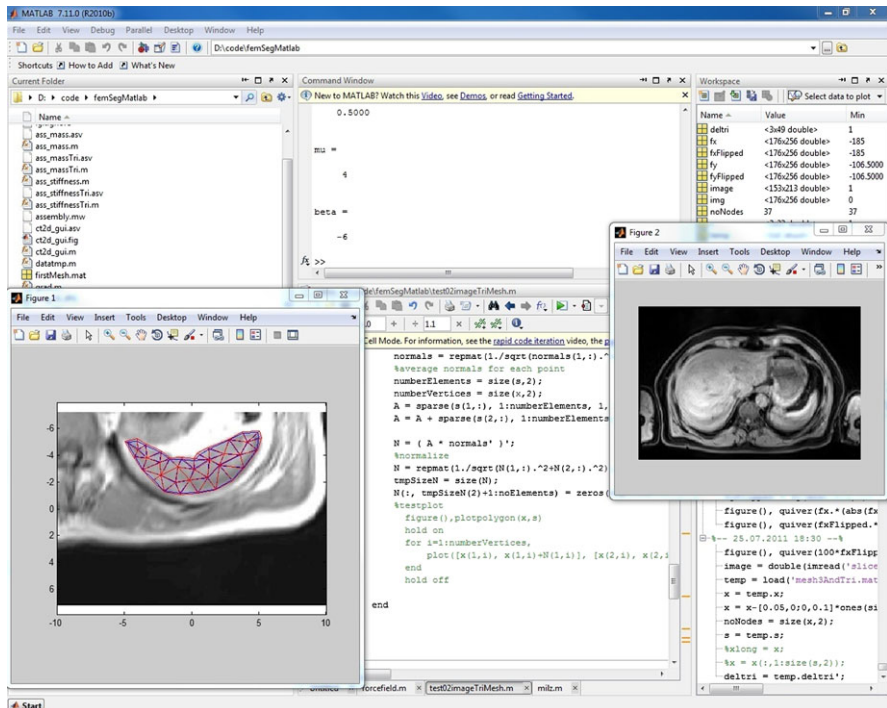 MATLAB 7.11.0 (R2010b)
File Edit View Debug Parallel Desktop Window Help
D:\code\femSegMatlab
Shortcuts How to Add What's New
Current Folder
D: ▸ code ▸ femSegMatlab ▸
Name
ass_mass.asv
ass_mass.m
ass_massTri.asv
ass_massTri.m
ass_stiffness.m
ass_stiffnessTri.asv
ass_stiffnessTri.m
assembly.mw
ct2d_gui.asv
ct2d_gui.fig
ct2d_gui.m
datatmp.m
firstMesh.mat
Command Window
New to MATLAB? Watch this Video, see Demos, or read Getting Started.
0.5000
mu =
4
beta =
-6
fx >>
Workspace
Select data to plot
Name Value Min
deltri <3x49 double> 1
fx <176x256 double> -185
fxFlipped <176x256 double> -185
fy <176x256 double> -106.5000
fyFlipped <176x256 double> -106.5000
image <153x213 double> 1
img <176x256 double> 0
noNodes 37 37
Figure 2
File Edit View Insert Tools Desktop Window Help
Figure 1
File Edit View Insert Tools Desktop Window Help
-6
-4
-2
0
2
4
6
-10 -5 0 5 10
de\femSegMatlab\test02imageTriMesh.m
.0 + ÷ 1.1 ×
Cell Mode. For information, see the rapid code iteration video, the
normals = repmat(1./sqrt(normals(1,:).^
%average normals for each point
numberElements = size(s,2);
numberVertices = size(x,2);
A = sparse(s(1,:), 1:numberElements, 1,
A = A + sparse(s(2,:), 1:numberElements
N = ( A * normals' )';
%normalize
N = repmat(1./sqrt(N(1,:).^2+N(2,:).^2)
tmpSizeN = size(N);
N(:, tmpSizeN(2)+1:noElements) = zeros(
%testplot
figure(),plotpolygon(x,s)
hold on
for i=1:numberVertices,
plot([x(1,i), x(1,i)+N(1,i)], [x(2,i), x(2,i
end
hold off
end
figure(), quiver(fx.*(abs(fx
figure(), quiver(fxFlipped.*
%-- 25.07.2011 18:30 --%
figure(), quiver(100*fxFlipp
image = double(imread('slice
temp = load('mesh3AndTri.mat
x = temp.x;
x = x-[0.05,0;0,0.1]*ones(si
noNodes = size(x,2);
s = temp.s;
%xlong = x;
%x = x(:,1:size(s,2));
deltri = temp.deltri';
forcefield.m × test02imageTriMesh.m × milz.m ×
Start